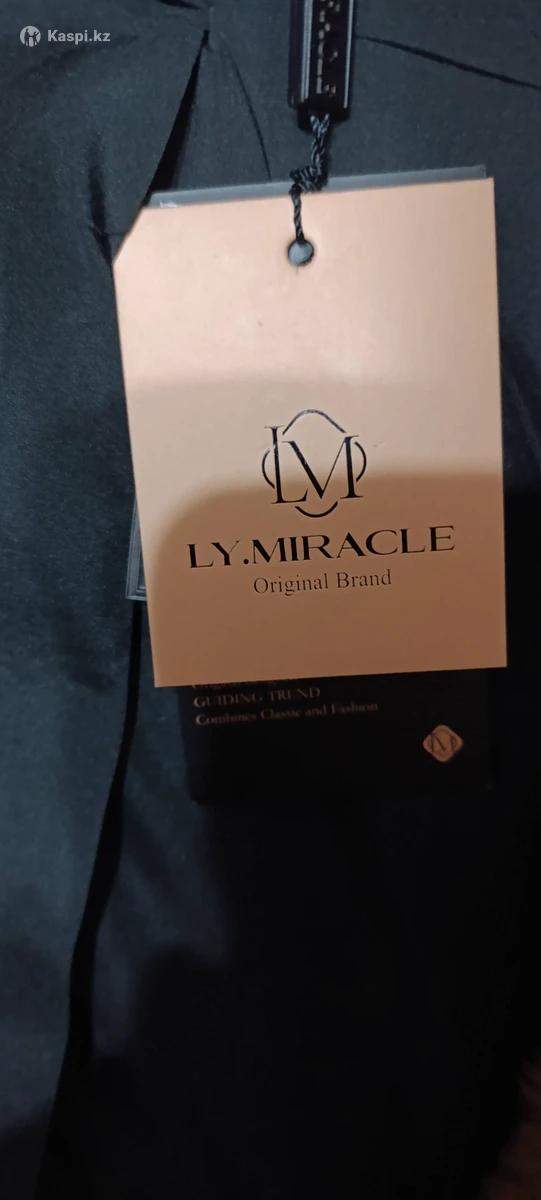 Kaspi.kz
LM
LY.MIRACLE
Original Brand
GUIDING TREND
Combines Classic and Fashion